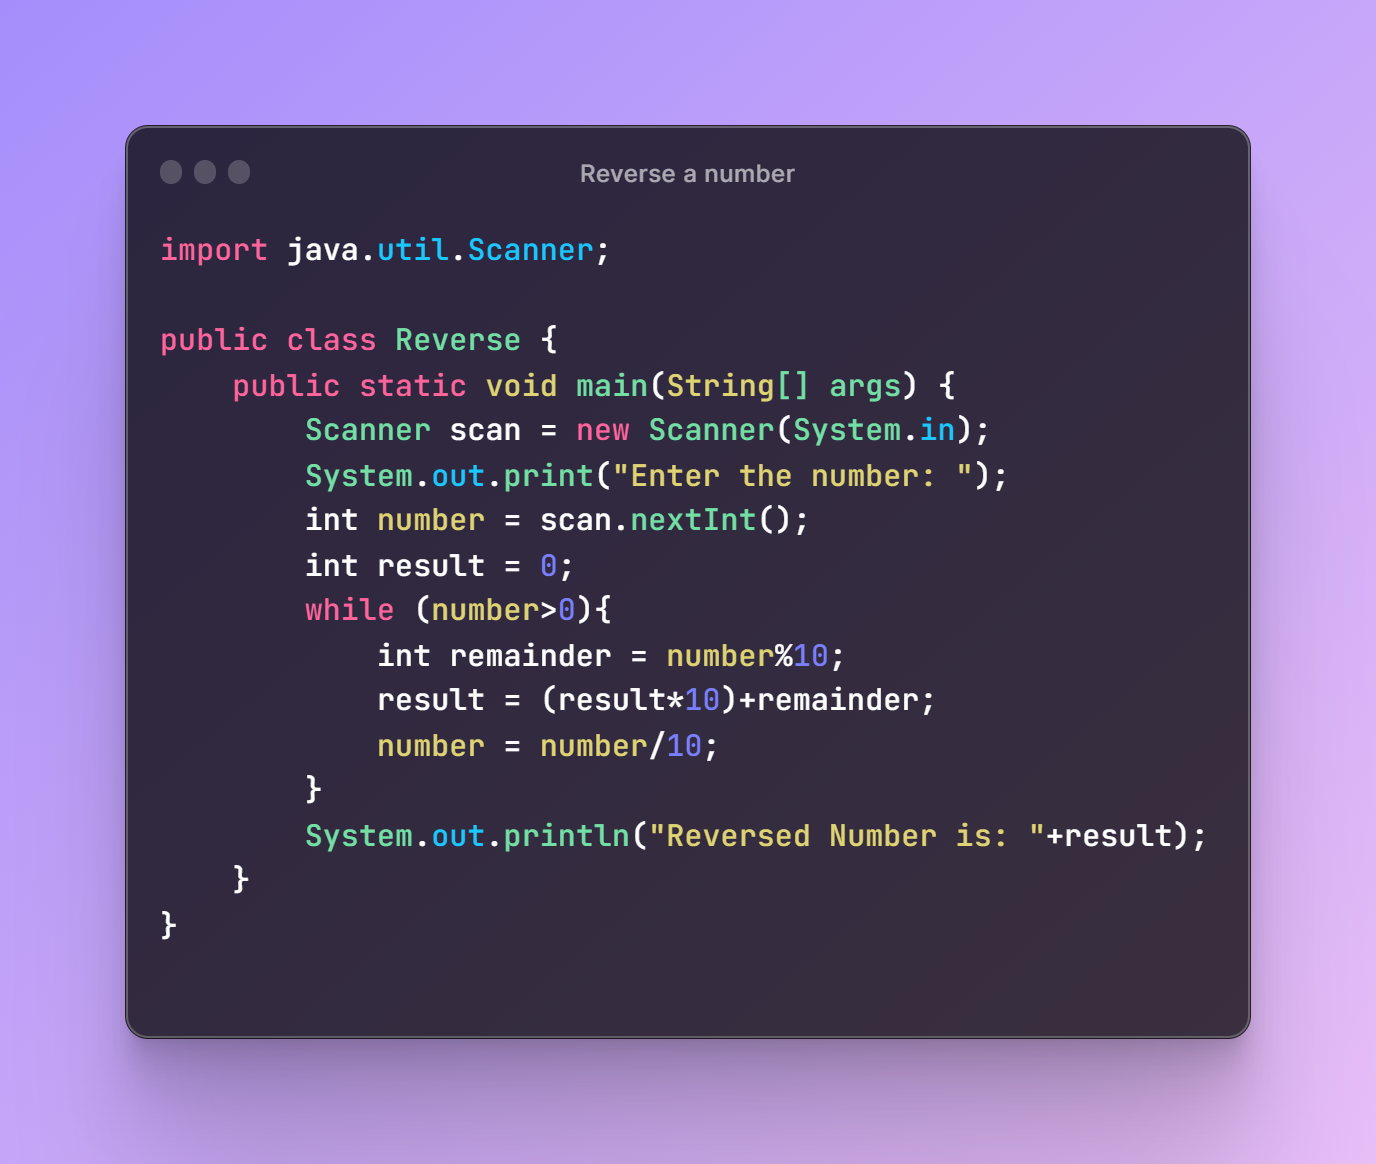 Reverse a number
import java.util.Scanner;
public class Reverse {
    public static void main(String[] args) {
        Scanner scan = new Scanner(System.in);
        System.out.print("Enter the number: ");
        int number = scan.nextInt();
        int result = 0;
        while (number>0){
            int remainder = number%10;
            result = (result*10)+remainder;
            number = number/10;
        }
        System.out.println("Reversed Number is: "+result);
    }
}